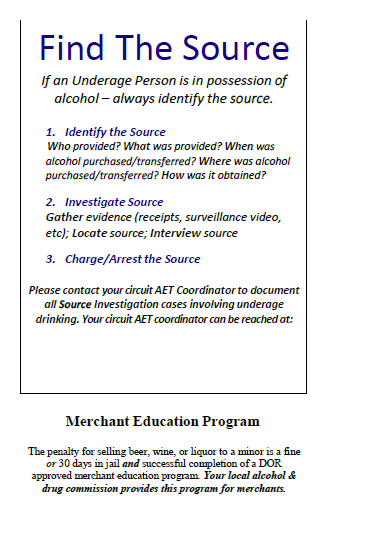 Find The Source
If an Underage Person is in possession of
alcohol – always identify the source.
1. Identify the Source
Who provided? What was provided? When was
alcohol purchased/transferred? Where was alcohol
purchased/transferred? How was it obtained?
2. Investigate Source
Gather evidence (receipts, surveillance video,
etc); Locate source; Interview source
3. Charge/Arrest the Source
Please contact your circuit AET Coordinator to document
all Source Investigation cases involving underage
drinking. Your circuit AET coordinator can be reached at:
Merchant Education Program
The penalty for selling beer, wine, or liquor to a minor is a fine
or 30 days in jail and successful completion of a DOR
approved merchant education program. Your local alcohol &
drug commission provides this program for merchants.